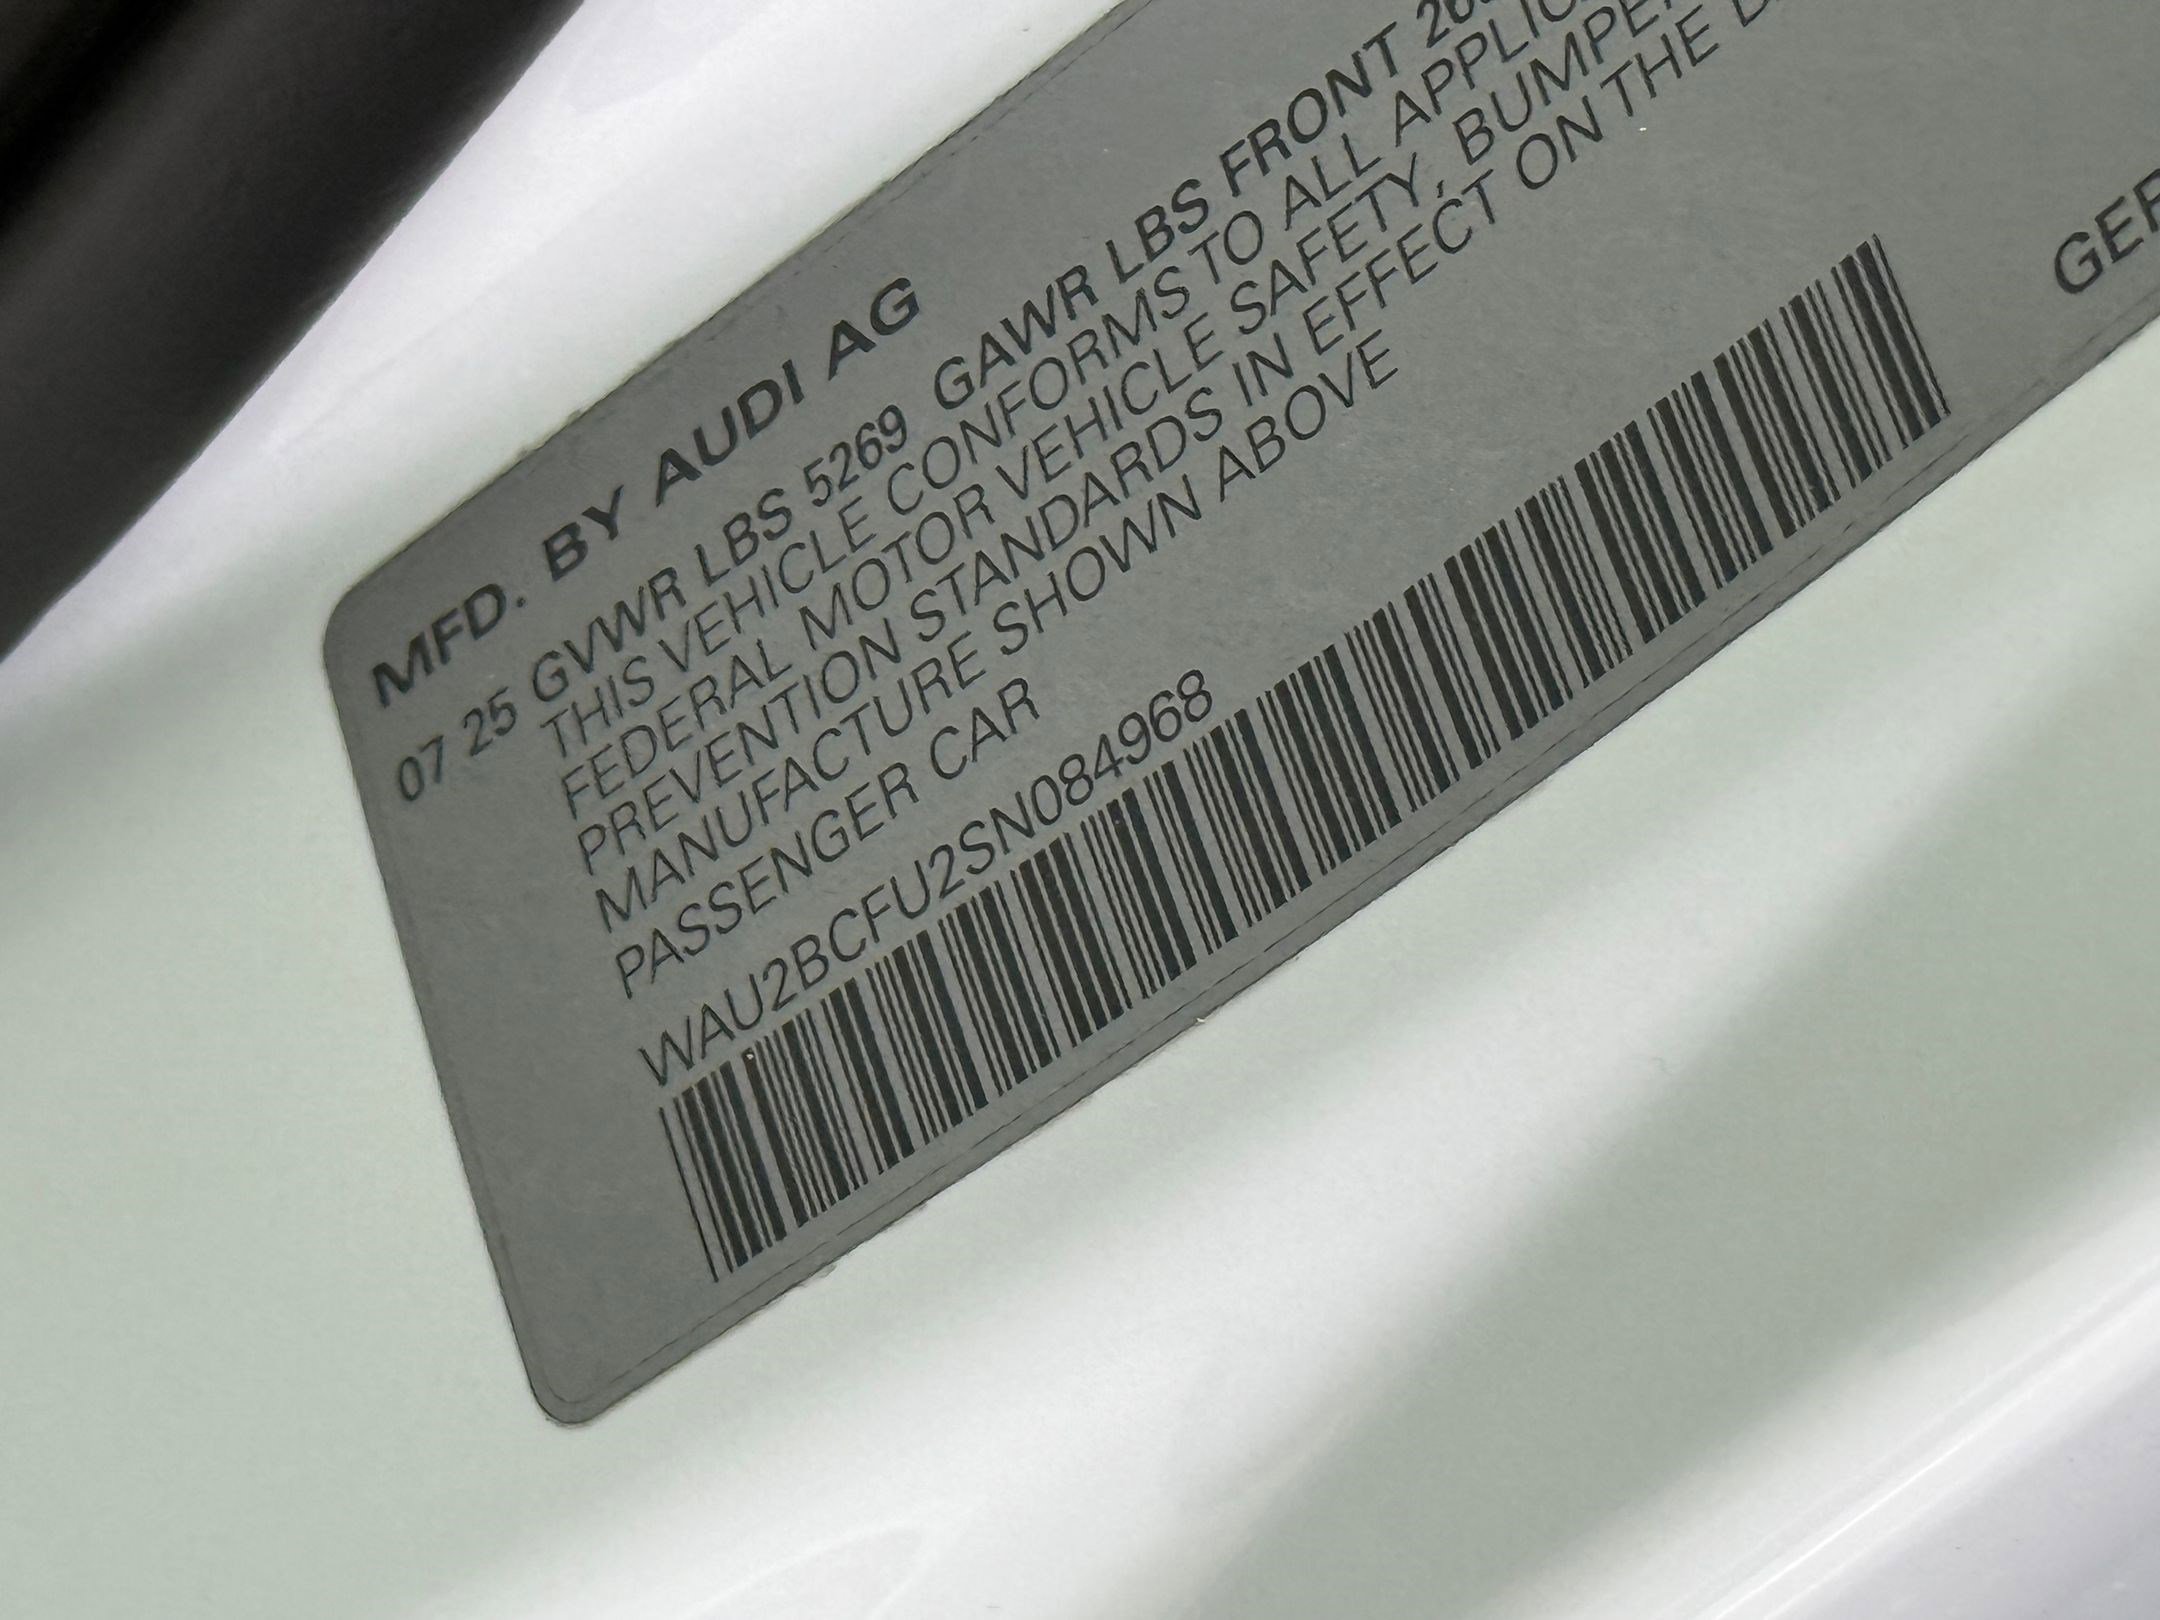 MFD. BY AUDI AG
07 25 GVWR LBS 5269 GAWR LBS FRONT
THIS VEHICLE CONFORMS TO ALL
FEDERAL MOTOR VEHICLE SAFETY,
PREVENTION STANDARDS IN EFFECT ON THE
MANUFACTURE SHOWN ABOVE
PASSENGER CAR
WAU2BCFU2SN084968